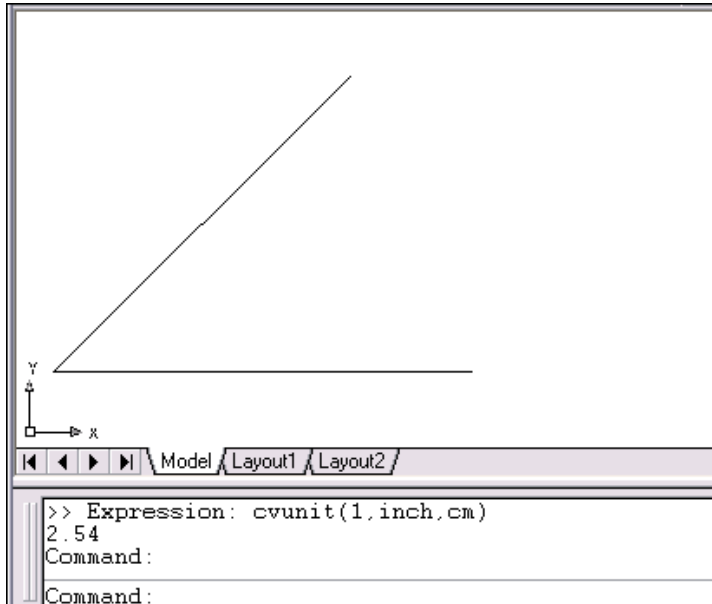 Y
X
Model Layout1 Layout2
>> Expression: cvunit(1,inch,cm)
2.54
Command:
Command: